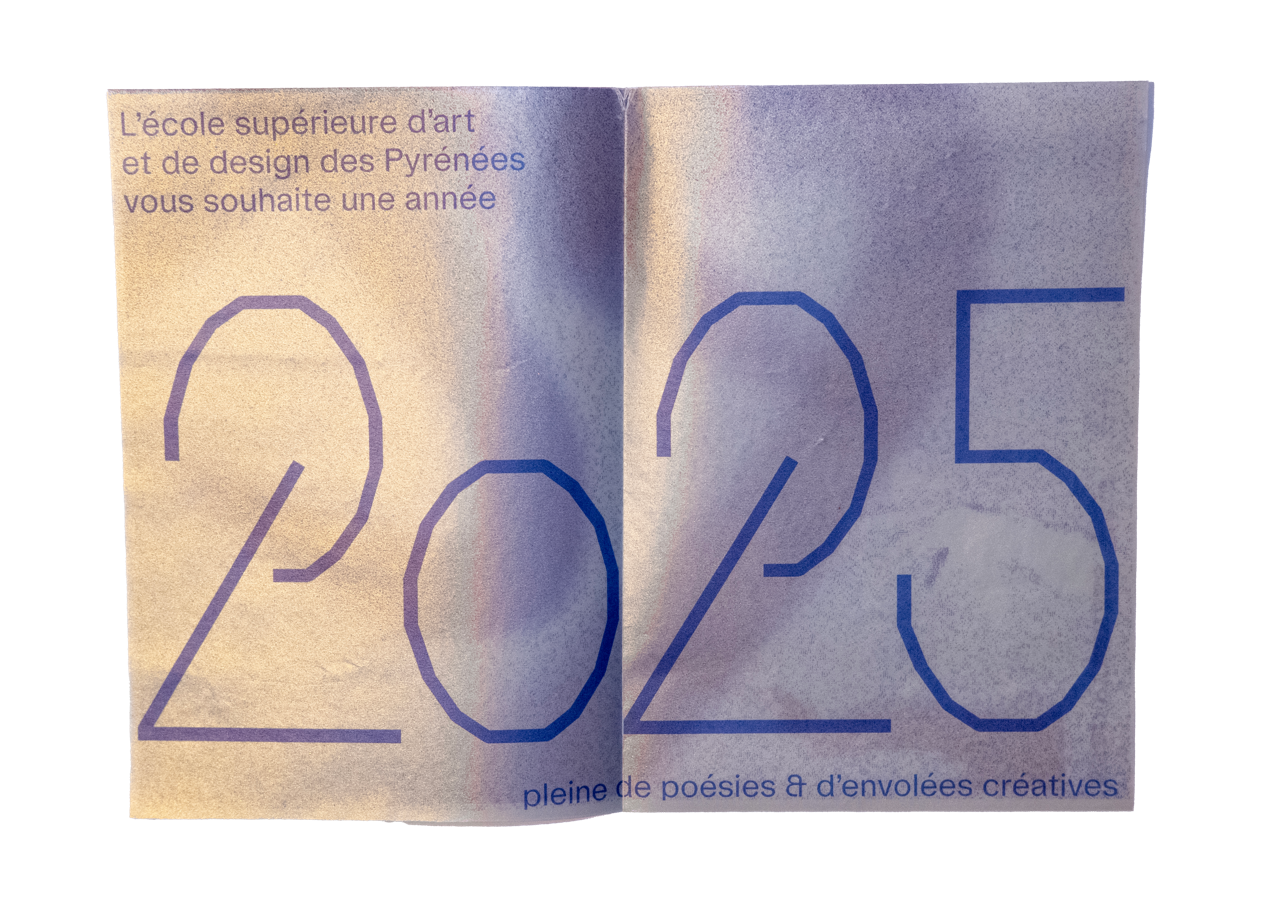 L'école supérieure d'art
et de design des Pyrénées
vous souhaite une année
2025
pleine de poésies & d'envolées créatives